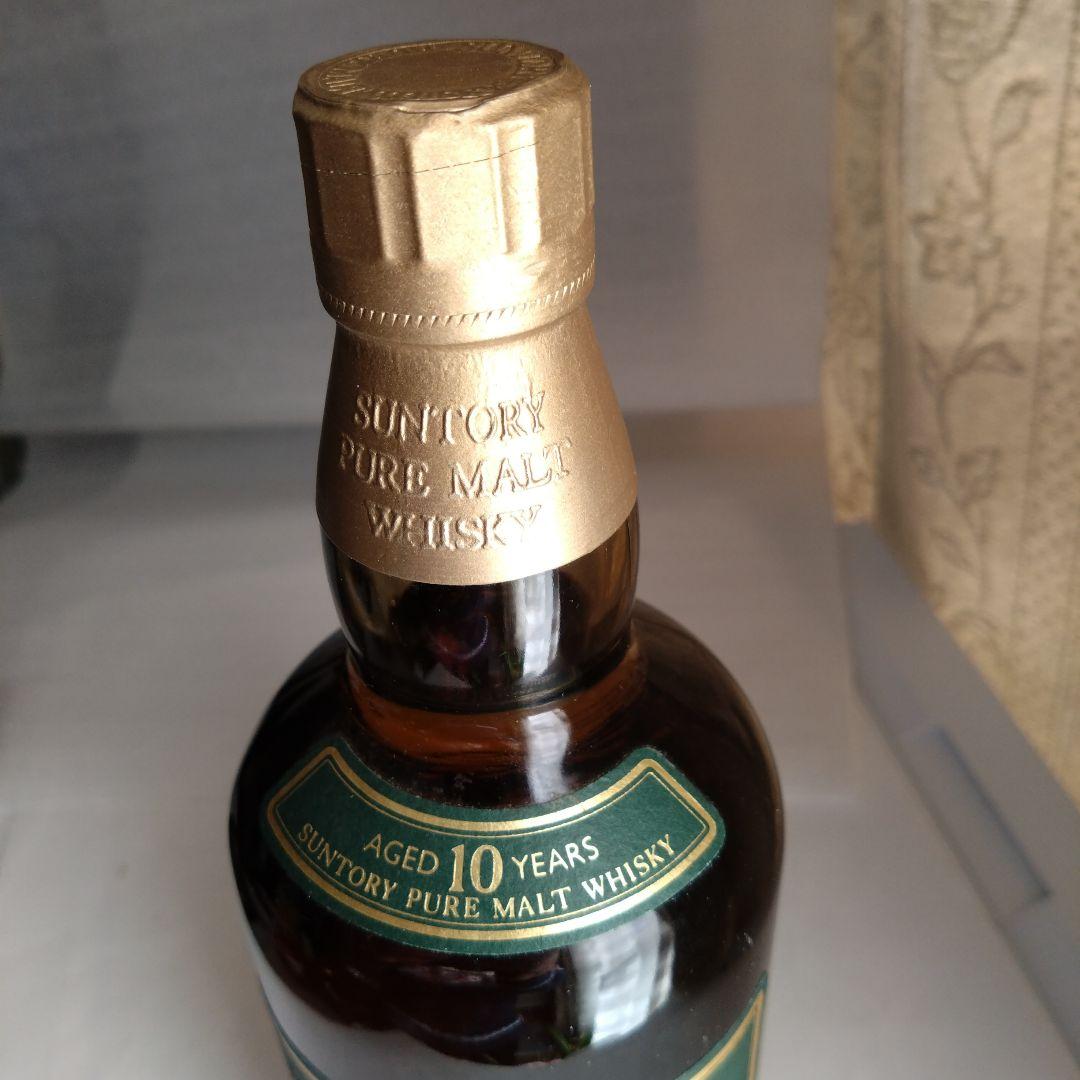 SUNTORY
PURE MALT
WHISKY
AGED 10 YEARS
SUNTORY PURE MALT WHISKY